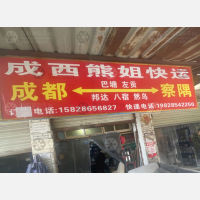 成西熊姐快运
成都 巴塘 左贡 察隅
邦达 八宿 然乌
电话:15828656827 快递电话:19828542260